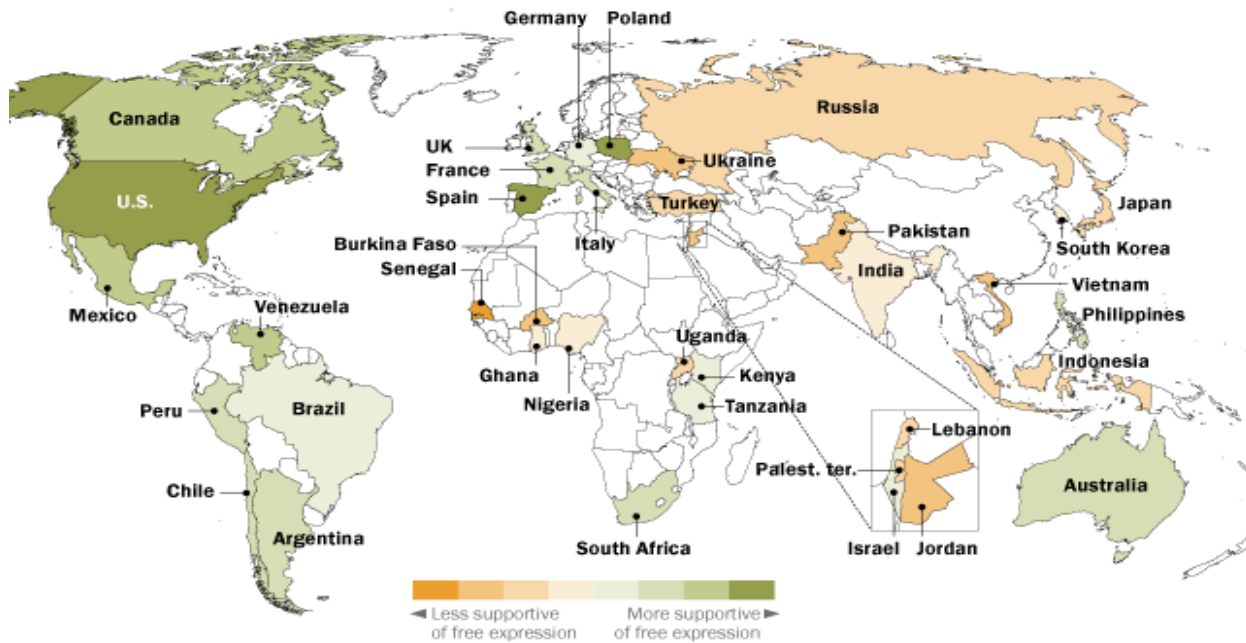 Germany Poland
Canada
Russia
UK
Ukraine
France
U.S.
Spain
Turkey
Japan
Pakistan
Burkina Faso
Italy
South Korea
Senegal
India
Vietnam
Mexico
Venezuela
Philippines
Uganda
Indonesia
Ghana
Kenya
Nigeria
Tanzania
Peru
Brazil
Lebanon
Palest. ter.
Chile
Australia
Argentina
South Africa
Israel Jordan
◄ Less supportive
of free expression
More supportive ►
of free expression